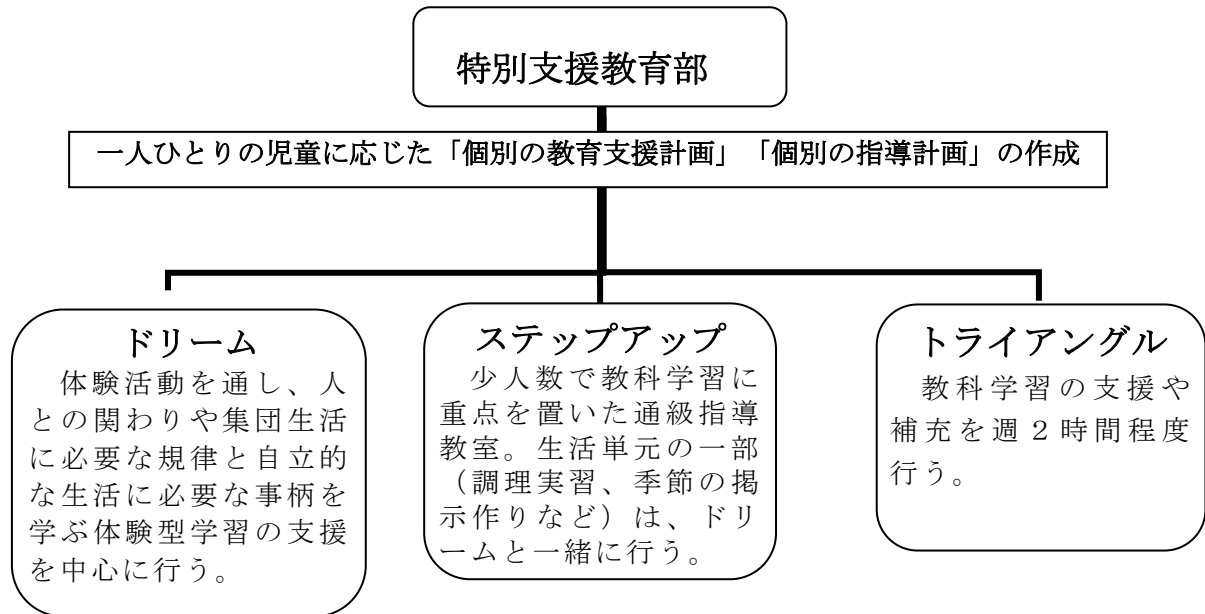 特別支援教育部
一人ひとりの児童に応じた「個別の教育支援計画」「個別の指導計画」の作成
ドリーム
体験活動を通し、人
との関わりや集団生活
に必要な規律と自立的
な生活に必要な事柄を
学ぶ体験型学習の支援
を中心に行う。
ステップアップ
少人数で教科学習に
重点を置いた通級指導
教室。生活単元の一部
（調理実習、季節の掲
示作りなど）は、ドリ
ームと一緒に行う。
トライアングル
教科学習の支援や
補充を週２時間程度
行う。